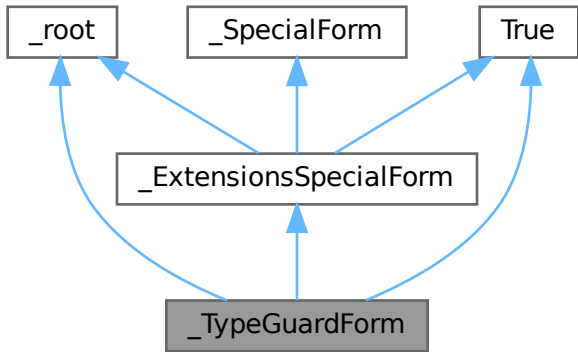 _root
_SpecialForm
True
_ExtensionsSpecialForm
_TypeGuardForm